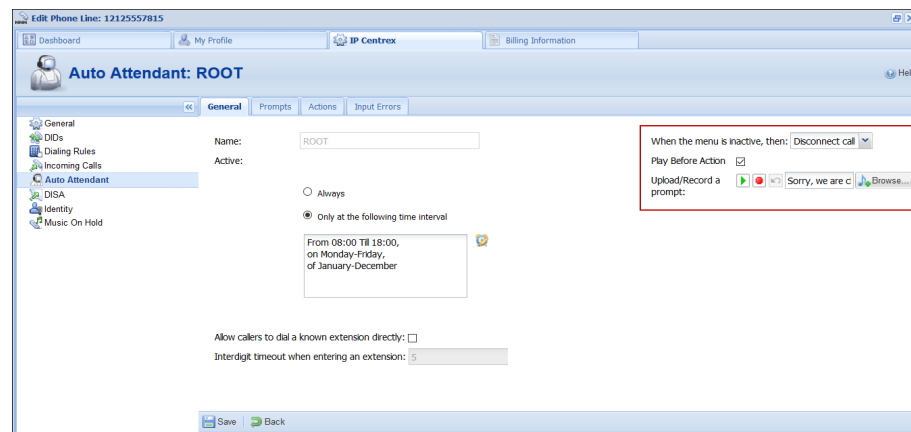 Edit Phone Line: 12125557815
Dashboard
My Profile
IP Centrex
Billing Information
Auto Attendant: ROOT
General
Prompts
Actions
Input Errors
General
DIDs
Dialing Rules
Incoming Calls
Auto Attendant
DISA
Identity
Music On Hold
Name: ROOT
Active:
Always
Only at the following time interval
From 08:00 Till 18:00,
on Monday-Friday,
of January-December
Allow callers to dial a known extension directly:
Interdigit timeout when entering an extension: 5
When the menu is inactive, then: Disconnect call
Play Before Action
Upload/Record a
prompt:
Sorry, we are cl
Browse...
Save
Back